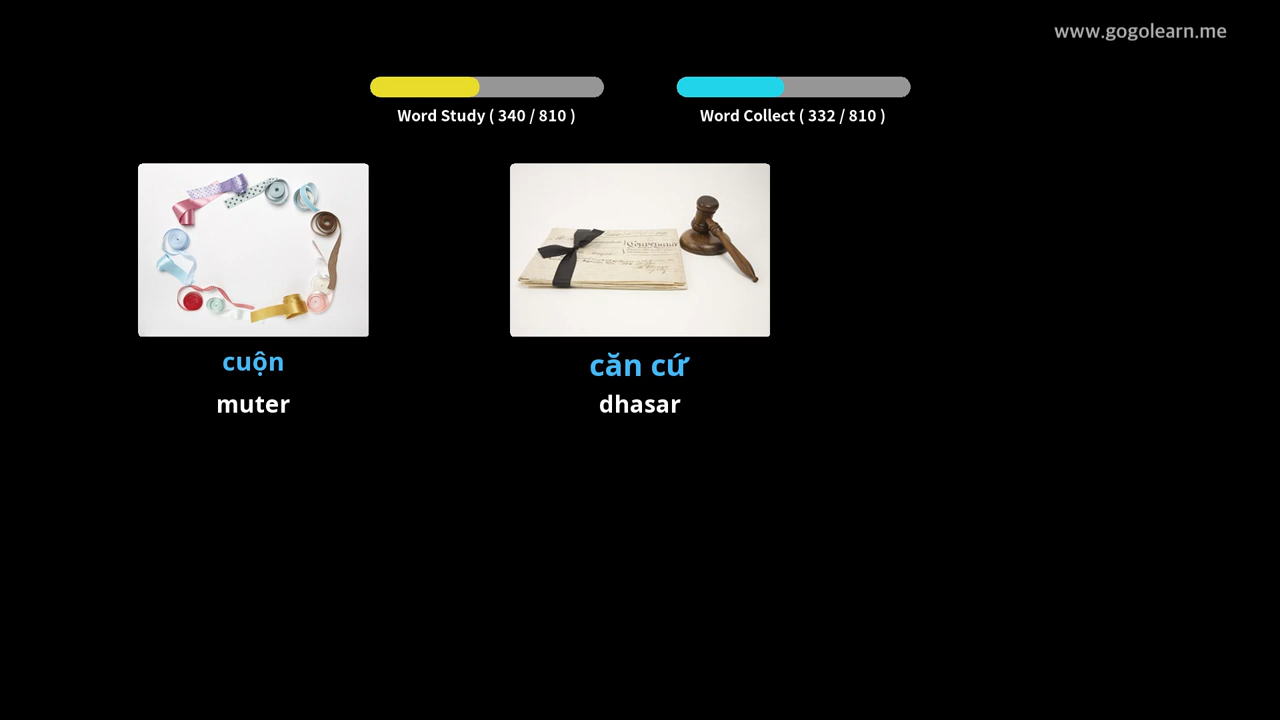 www.gogolearn.me
Word Study ( 340 / 810 )
Word Collect ( 332 / 810 )
cuộn
muter
căn cứ
dhasar